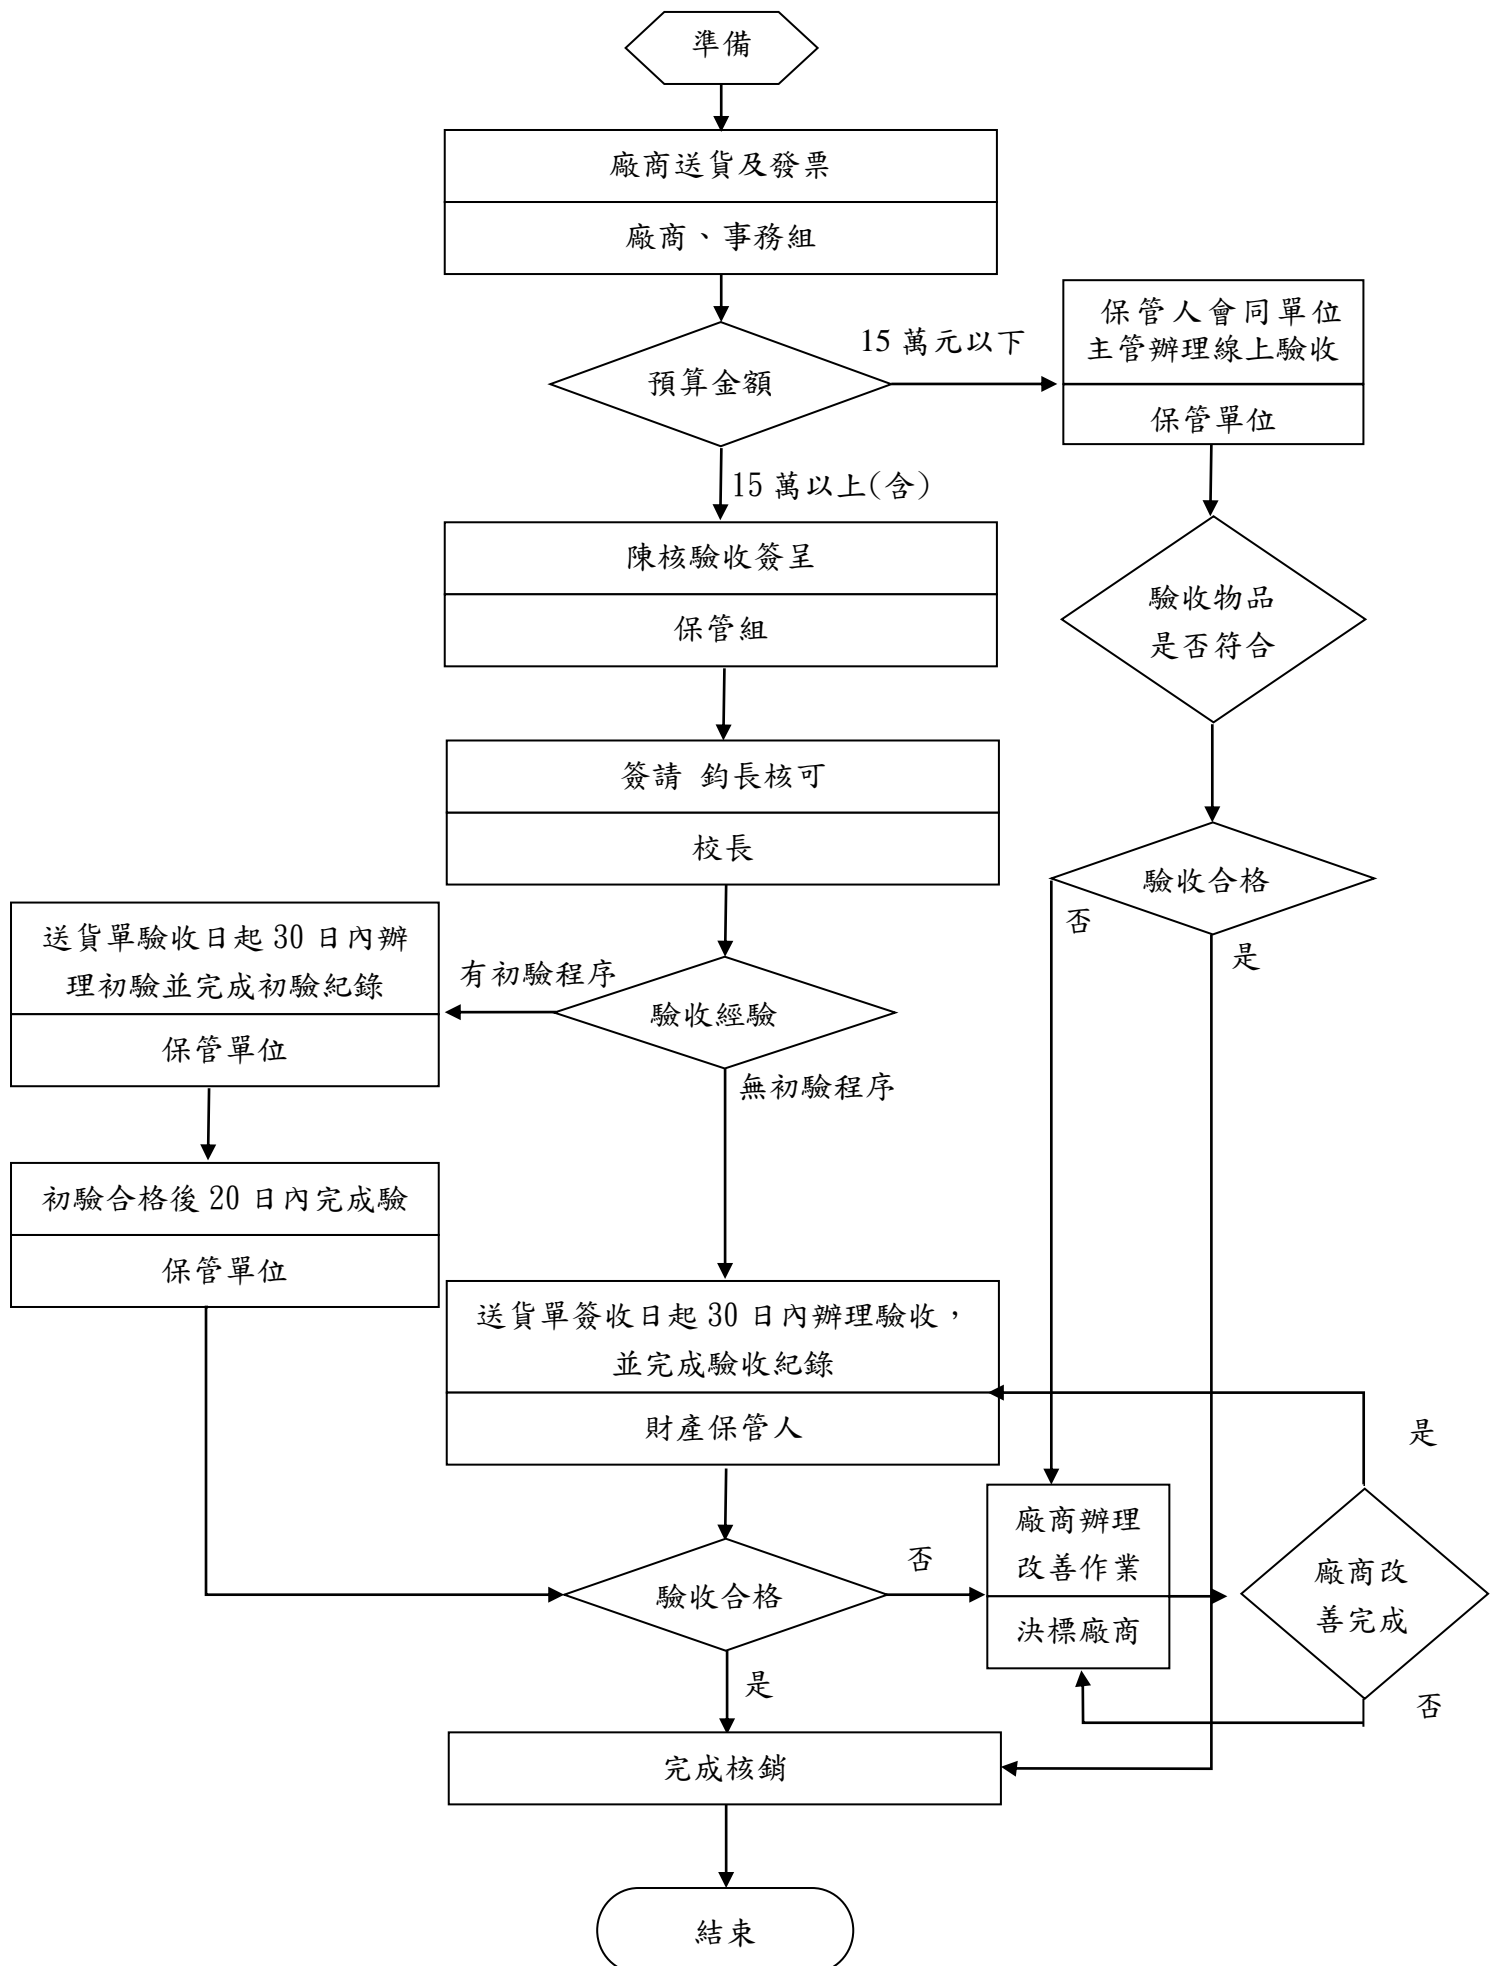 準備
廠商送貨及發票
廠商、事務組
預算金額
15 萬元以下
保管人會同單位
主管辦理線上驗收
保管單位
15 萬以上(含)
陳核驗收簽呈
保管組
驗收物品
是否符合
簽請 鈞長核可
校長
驗收合格
否
是
送貨單驗收日起 30 日內辦
理初驗並完成初驗紀錄
保管單位
有初驗程序
驗收經驗
無初驗程序
初驗合格後 20 日內完成驗
保管單位
送貨單簽收日起 30 日內辦理驗收，
並完成驗收紀錄
財產保管人
是
廠商辦理
改善作業
決標廠商
廠商改
善完成
否
驗收合格
否
是
完成核銷
結束